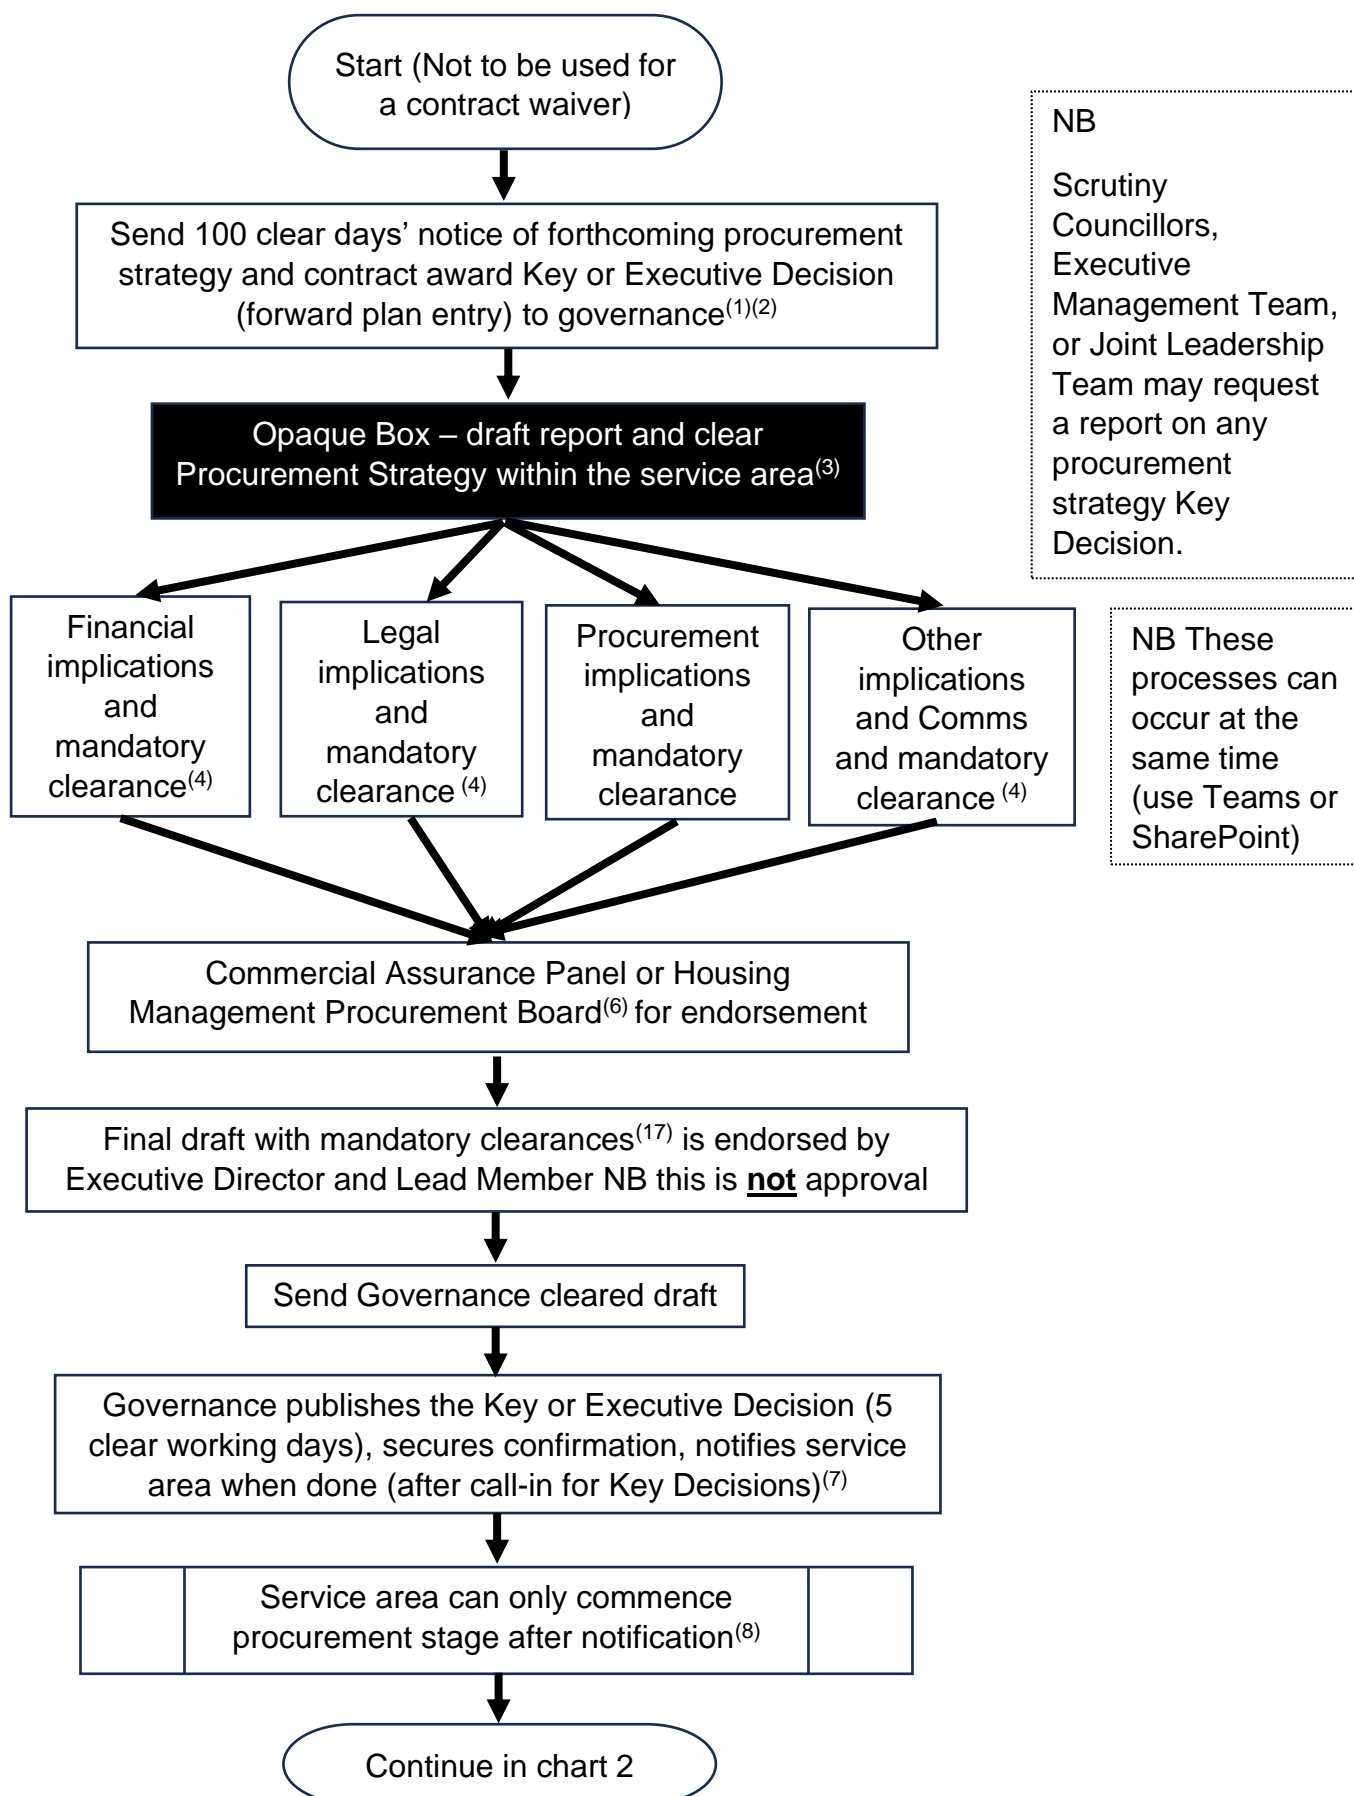 Start (Not to be used for
a contract waiver)
NB
Scrutiny
Councillors,
Executive
Management Team,
or Joint Leadership
Team may request
a report on any
procurement
strategy Key
Decision.
Send 100 clear days’ notice of forthcoming procurement
strategy and contract award Key or Executive Decision
(forward plan entry) to governance(1)(2)
Opaque Box – draft report and clear
Procurement Strategy within the service area(3)
Financial
implications
and
mandatory
clearance(4)
Legal
implications
and
mandatory
clearance (4)
Procurement
implications
and
mandatory
clearance
Other
implications
and Comms
and mandatory
clearance (4)
NB These
processes can
occur at the
same time
(use Teams or
SharePoint)
Commercial Assurance Panel or Housing
Management Procurement Board(6) for endorsement
Final draft with mandatory clearances(17) is endorsed by
Executive Director and Lead Member NB this is not approval
Send Governance cleared draft
Governance publishes the Key or Executive Decision (5
clear working days), secures confirmation, notifies service
area when done (after call-in for Key Decisions)(7)
Service area can only commence
procurement stage after notification(8)
Continue in chart 2